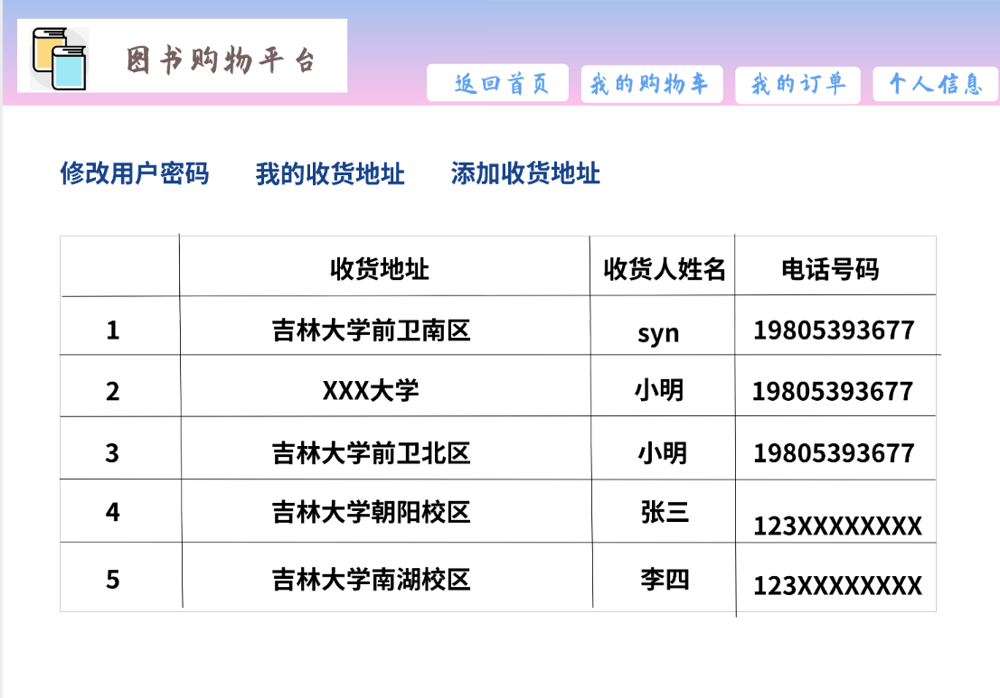 图书购物平台
返回首页 我的购物车 我的订单 个人信息
修改用户密码 我的收货地址 添加收货地址
收货地址 收货人姓名 电话号码
1 吉林大学前卫南区 syn 19805393677
2 XXX大学 小明 19805393677
3 吉林大学前卫北区 小明 19805393677
4 吉林大学朝阳校区 张三 123XXXXXXXX
5 吉林大学南湖校区 李四 123XXXXXXXX